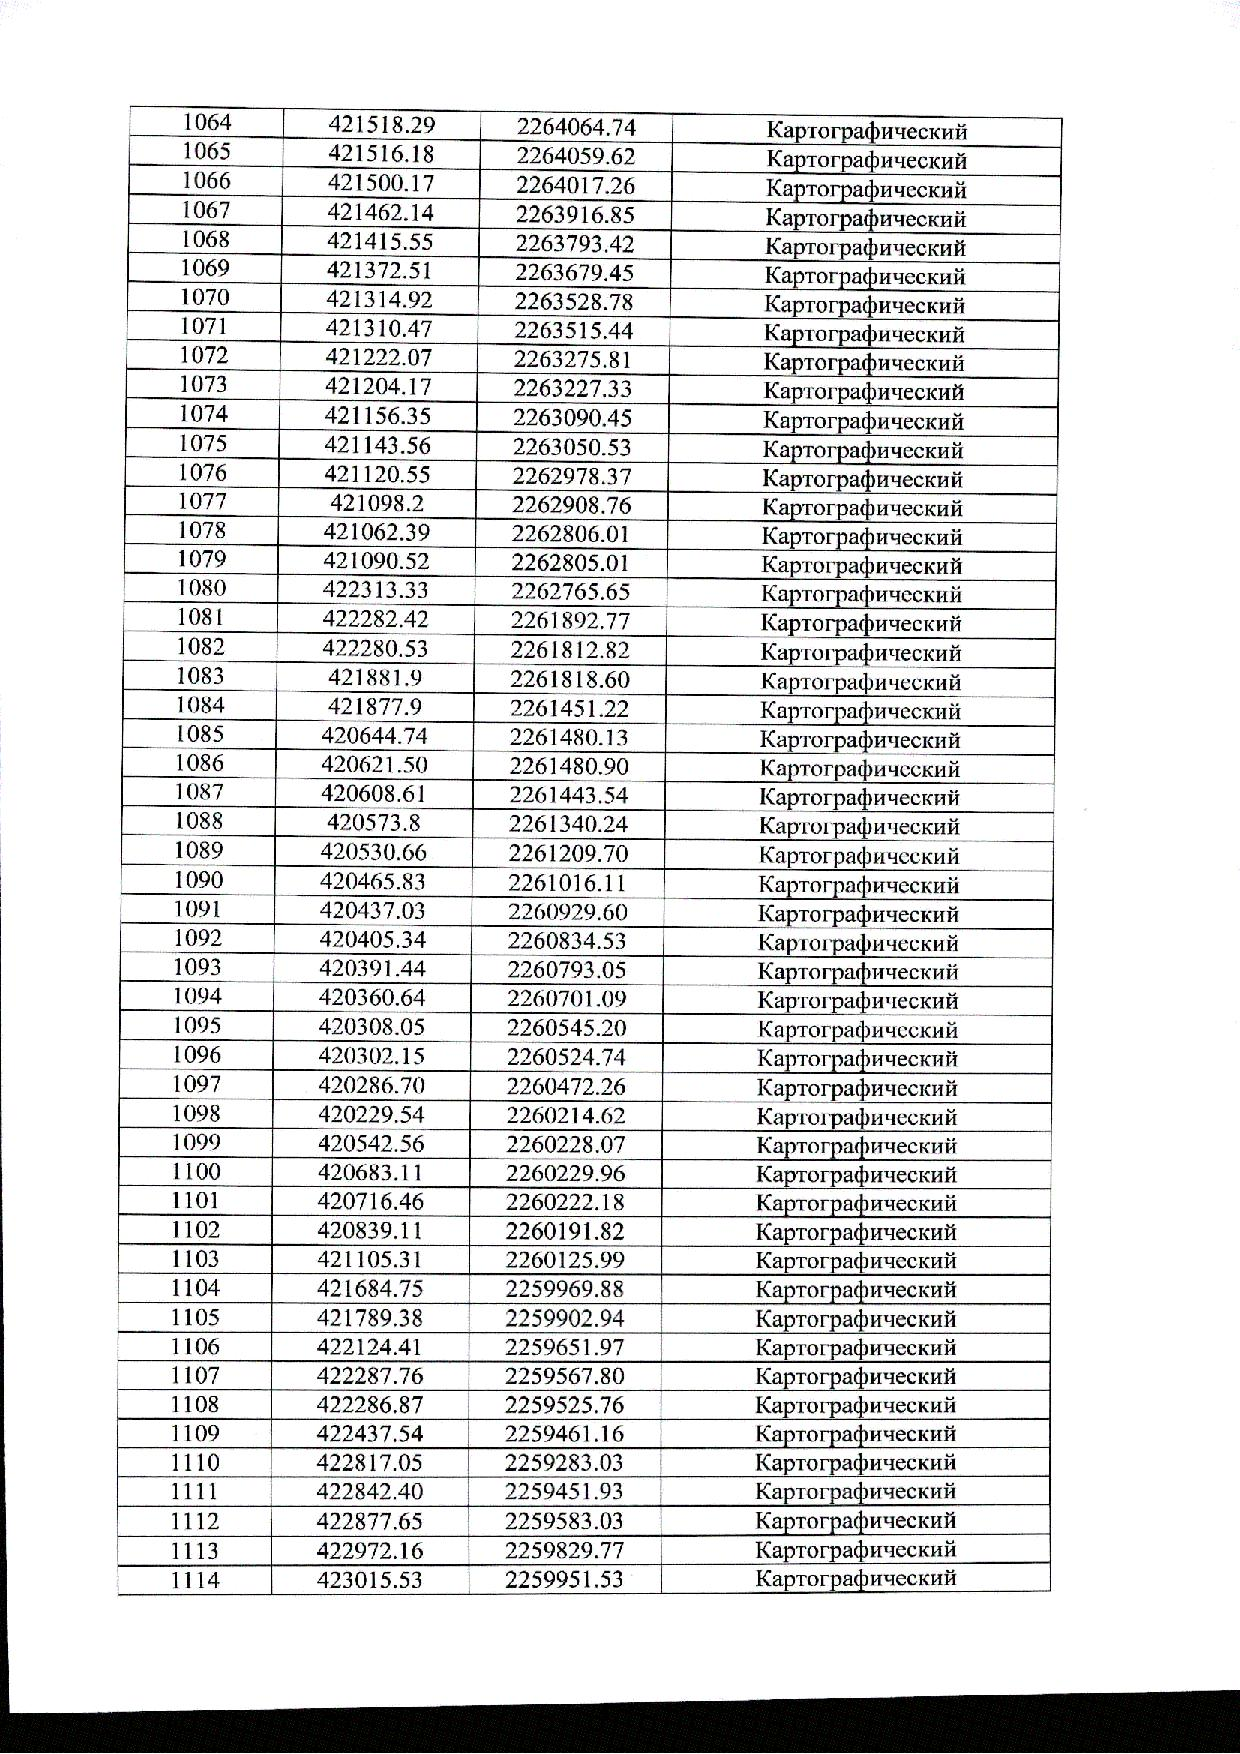 1064 421518.29 2264064.74 Картографический
1065 421516.18 2264059.62 Картографический
1066 421500.17 2264017.26 Картографический
1067 421462.14 2263916.85 Картографический
1068 421415.55 2263793.42 Картографический
1069 421372.51 2263679.45 Картографический
1070 421314.92 2263528.78 Картографический
1071 421310.47 2263515.44 Картографический
1072 421222.07 2263275.81 Картографический
1073 421204.17 2263227.33 Картографический
1074 421156.35 2263090.45 Картографический
1075 421143.56 2263050.53 Картографический
1076 421120.55 2262978.37 Картографический
1077 421098.2 2262908.76 Картографический
1078 421062.39 2262806.01 Картографический
1079 421090.52 2262805.01 Картографический
1080 422313.33 2262765.65 Картографический
1081 422282.42 2261892.77 Картографический
1082 422280.53 2261812.82 Картографический
1083 421881.9 2261818.60 Картографический
1084 421877.9 2261451.22 Картографический
1085 420644.74 2261480.13 Картографический
1086 420621.50 2261480.90 Картографический
1087 420608.61 2261443.54 Картографический
1088 420573.8 2261340.24 Картографический
1089 420530.66 2261209.70 Картографический
1090 420465.83 2261016.11 Картографический
1091 420437.03 2260929.60 Картографический
1092 420405.34 2260834.53 Картографический
1093 420391.44 2260793.05 Картографический
1094 420360.64 2260701.09 Картографический
1095 420308.05 2260545.20 Картографический
1096 420302.15 2260524.74 Картографический
1097 420286.70 2260472.26 Картографический
1098 420229.54 2260214.62 Картографический
1099 420542.56 2260228.07 Картографический
1100 420683.11 2260229.96 Картографический
1101 420716.46 2260222.18 Картографический
1102 420839.11 2260191.82 Картографический
1103 421105.31 2260125.99 Картографический
1104 421684.75 2259969.88 Картографический
1105 421789.38 2259902.94 Картографический
1106 422124.41 2259651.97 Картографический
1107 422287.76 2259567.80 Картографический
1108 422286.87 2259525.76 Картографический
1109 422437.54 2259461.16 Картографический
1110 422817.05 2259283.03 Картографический
1111 422842.40 2259451.93 Картографический
1112 422877.65 2259583.03 Картографический
1113 422972.16 2259829.77 Картографический
1114 423015.53 2259951.53 Картографический